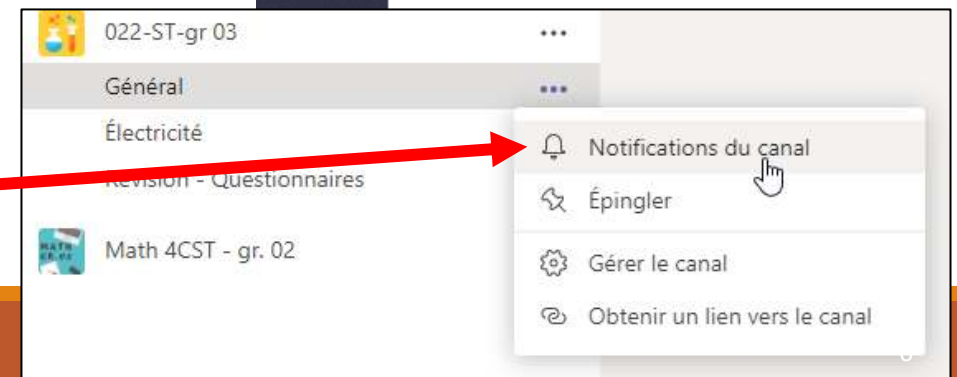 022-ST-gr 03
Général
Électricité
Révision - Questionnaires
Math 4CST - gr. 02
Notifications du canal
Épingler
Gérer le canal
Obtenir un lien vers le canal